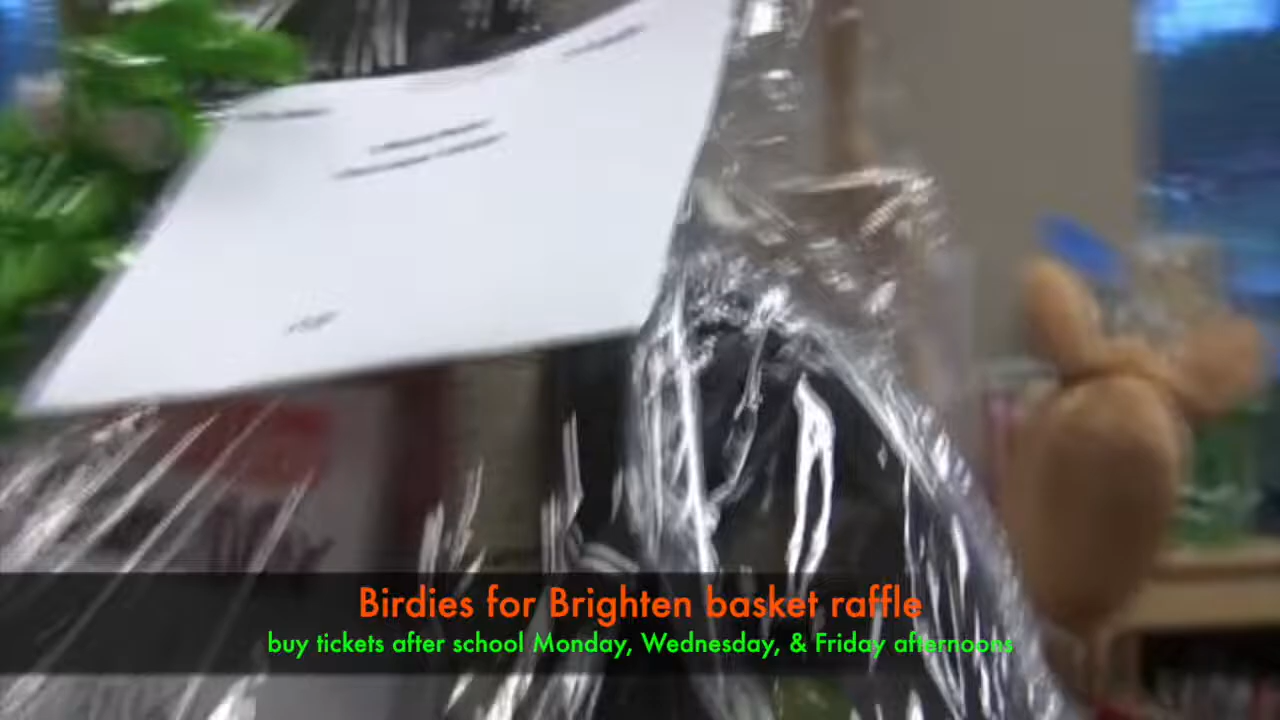 Birdies for Brighten basket raffle
buy tickets after school Monday, Wednesday, & Friday afternoons